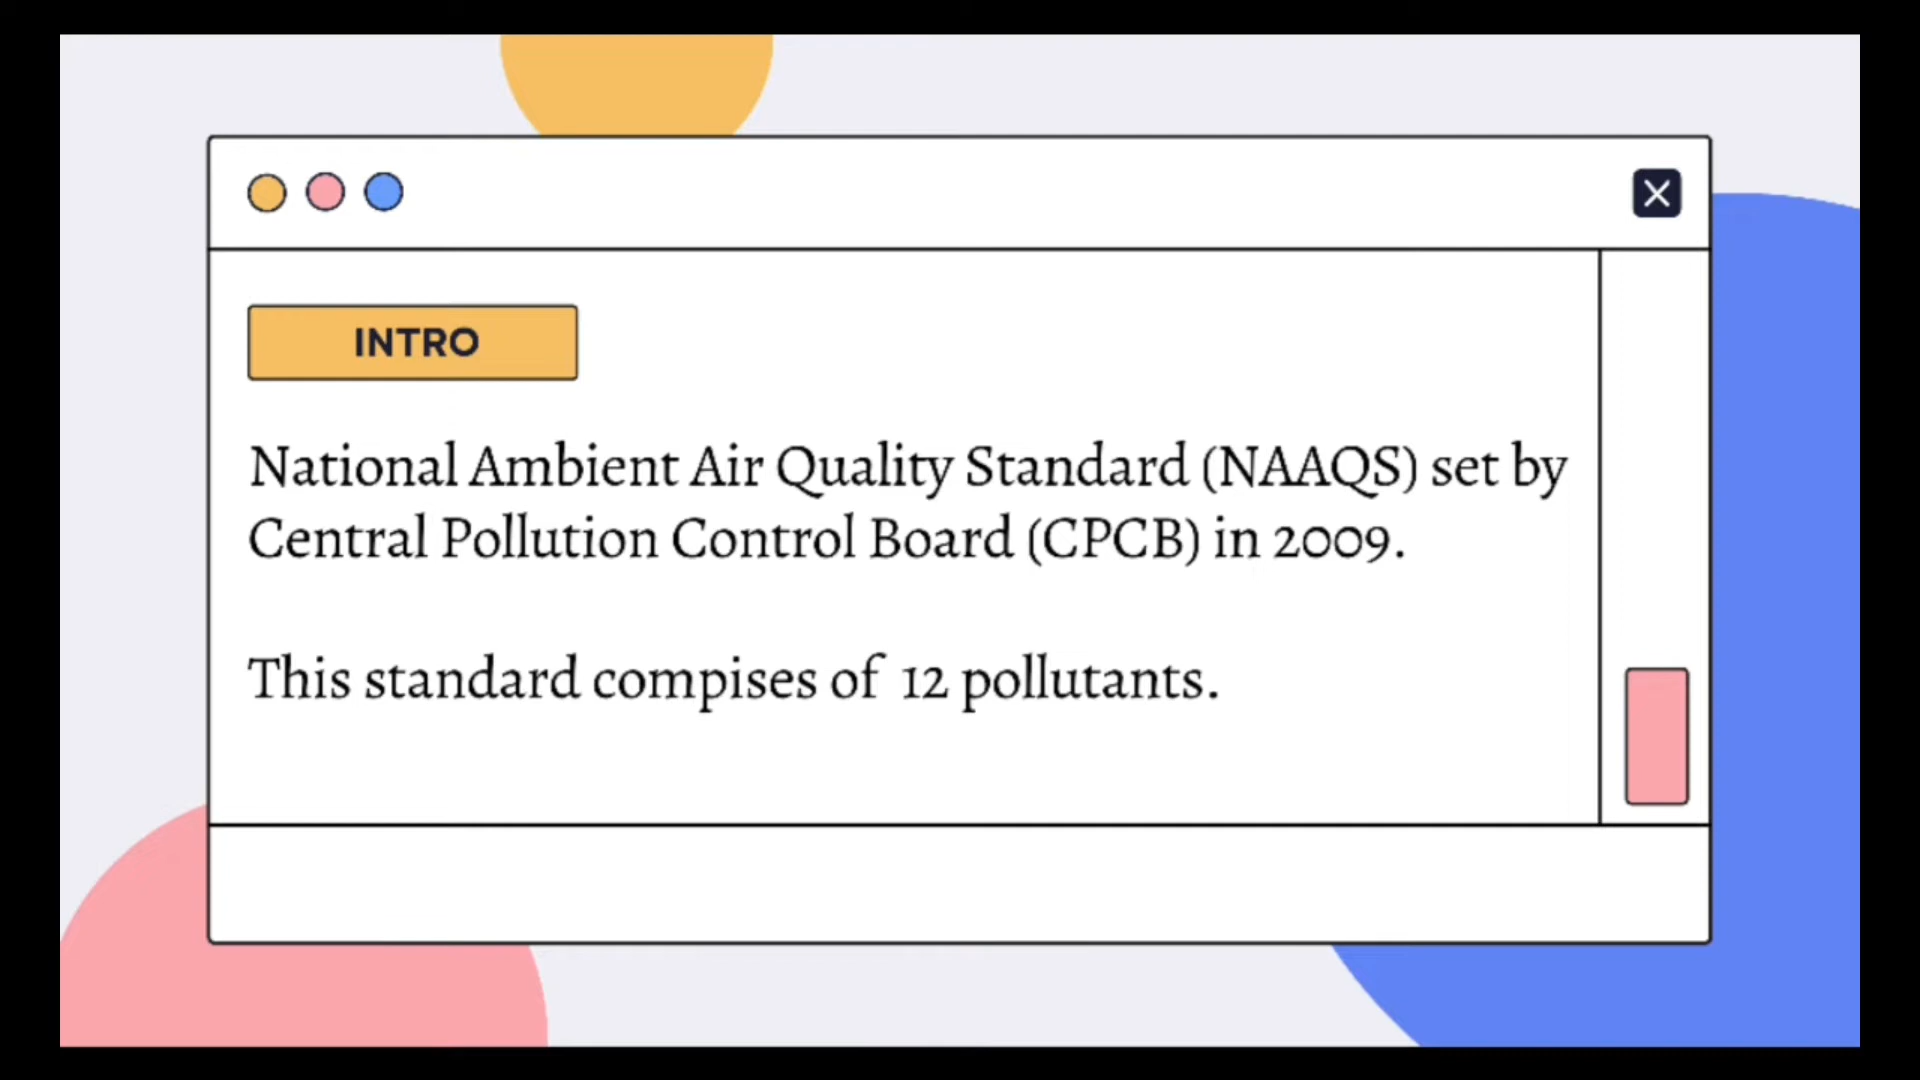 INTRO
National Ambient Air Quality Standard (NAAQS) set by
Central Pollution Control Board (CPCB) in 2009.
This standard compises of 12 pollutants.